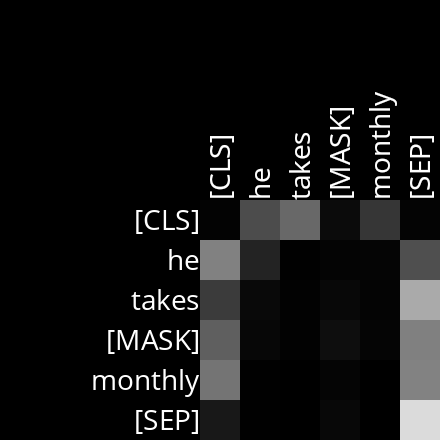 [CLS]
he
takes
[MASK]
monthly
[SEP]
[CLS]
he
takes
[MASK]
monthly
[SEP]